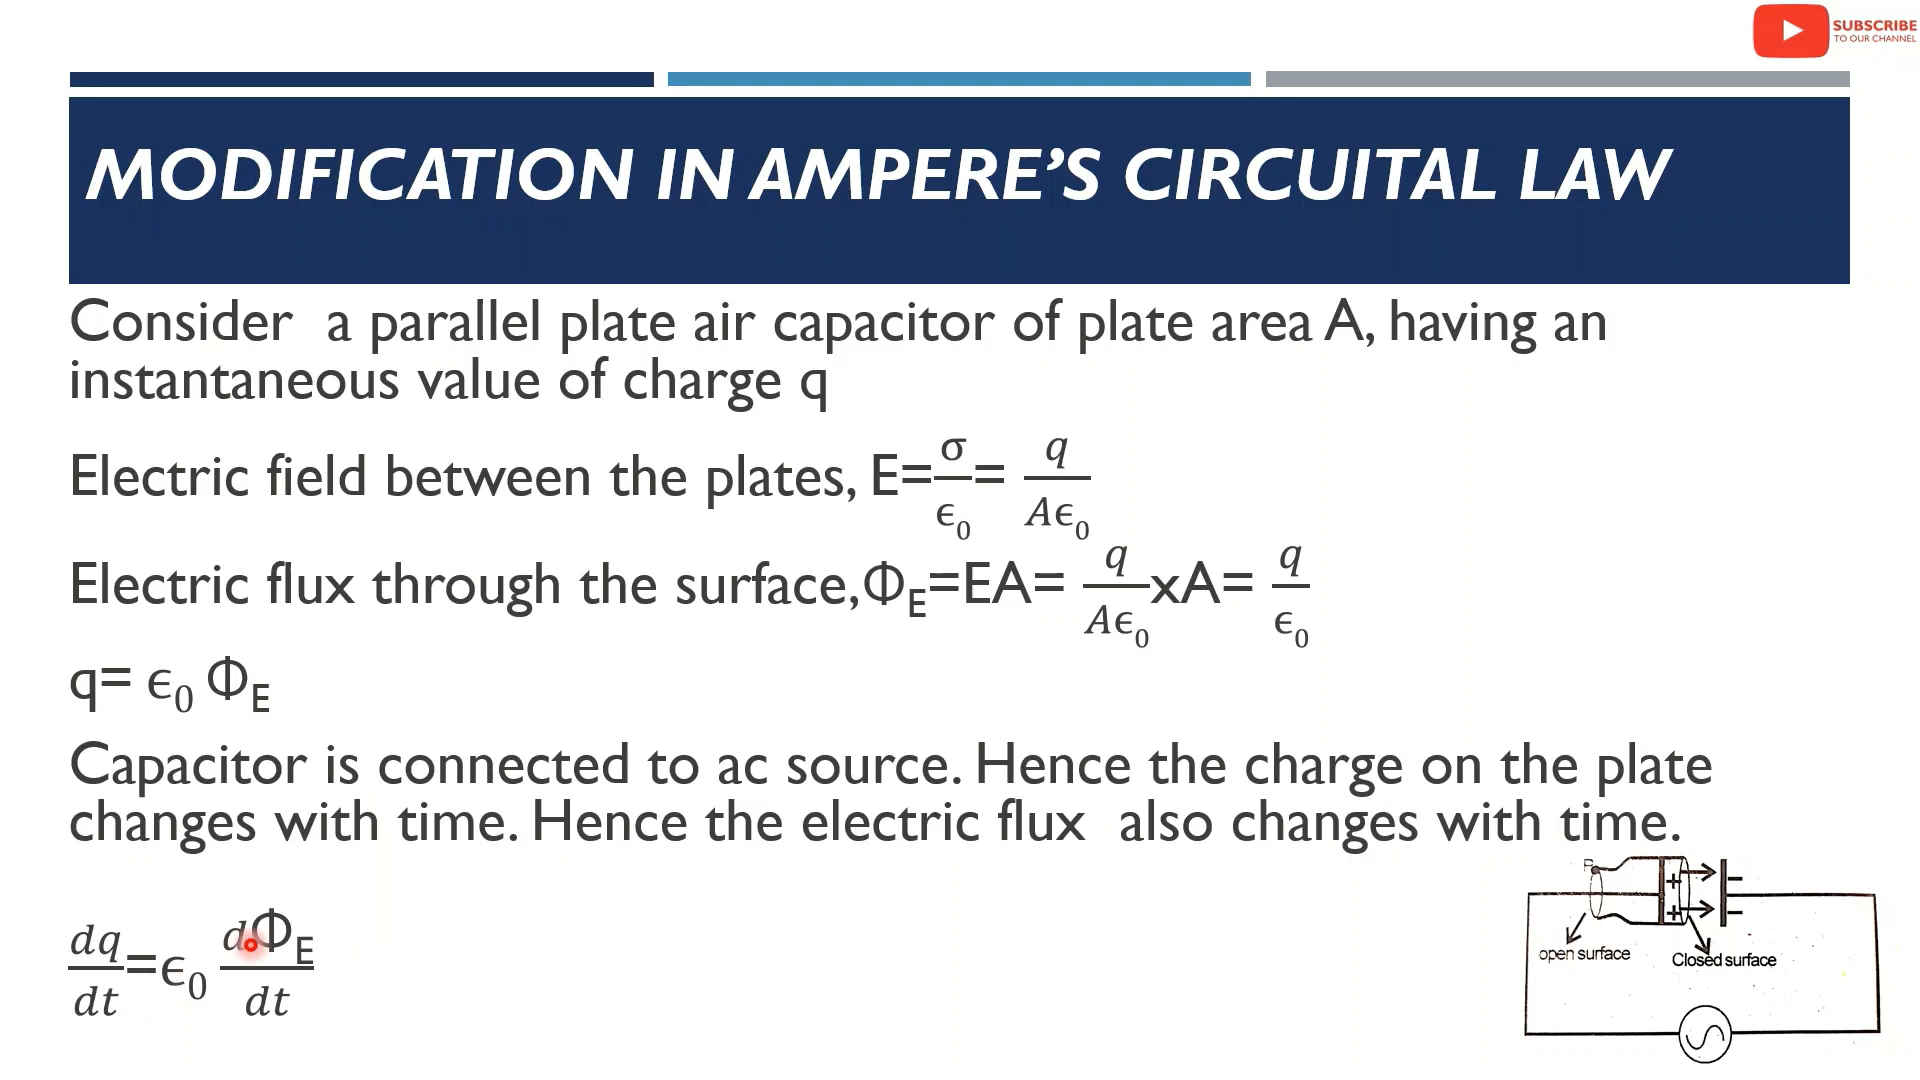 SUBSCRIBE
TO OUR CHANNEL
MODIFICATION IN AMPERE’S CIRCUITAL LAW
Consider a parallel plate air capacitor of plate area A, having an
instantaneous value of charge q
Electric field between the plates, E=σ/ϵ₀= q/Aϵ₀
Electric flux through the surface,Φ_E=EA= q/Aϵ₀ xA= q/ϵ₀
q= ϵ₀ Φ_E
Capacitor is connected to ac source. Hence the charge on the plate
changes with time. Hence the electric flux also changes with time.
dq/dt=ϵ₀ dΦ_E/dt
P
+ −
+ −
open surface
Closed surface